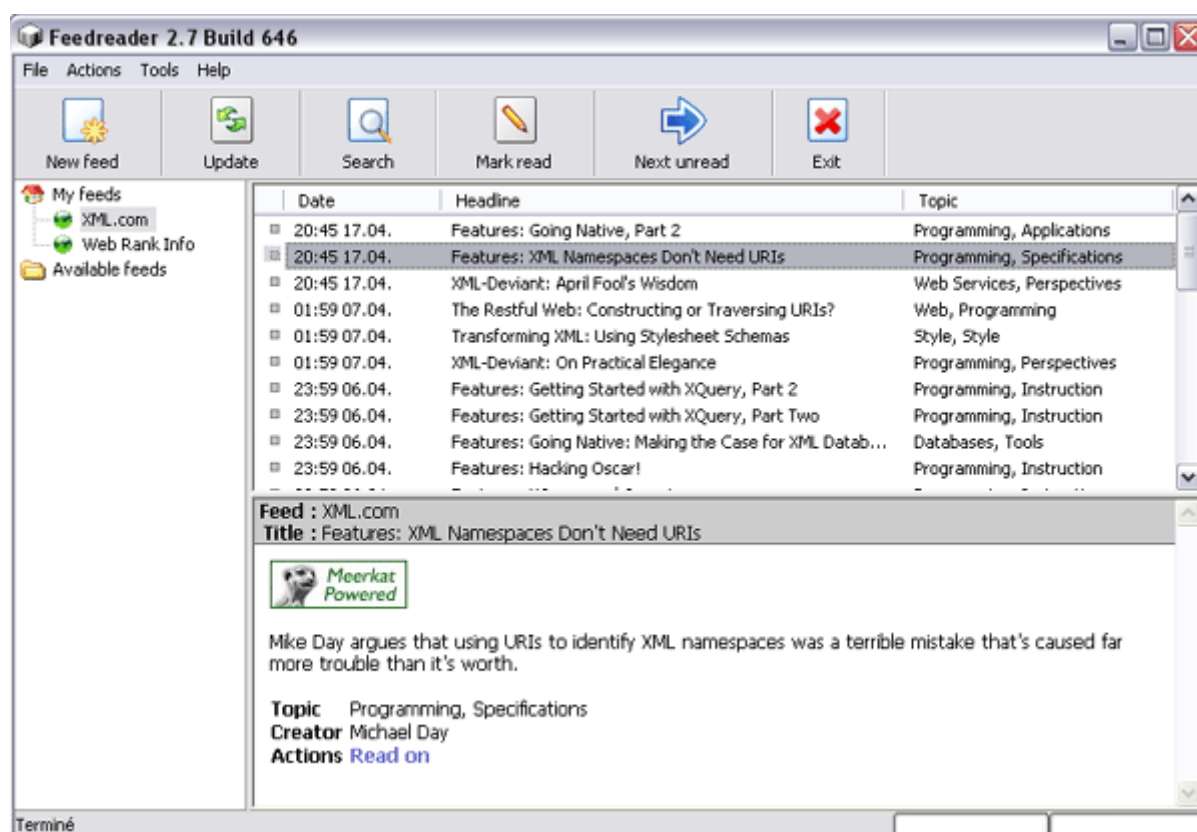 Feedreader 2.7 Build 646
File Actions Tools Help
New feed Update Search Mark read Next unread Exit
My feeds
XML.com
Web Rank Info
Available feeds
Date Headline Topic
20:45 17.04. Features: Going Native, Part 2 Programming, Applications
20:45 17.04. Features: XML Namespaces Don't Need URIs Programming, Specifications
20:45 17.04. XML-Deviant: April Fool's Wisdom Web Services, Perspectives
01:59 07.04. The Restful Web: Constructing or Traversing URIs? Web, Programming
01:59 07.04. Transforming XML: Using Stylesheet Schemas Style, Style
01:59 07.04. XML-Deviant: On Practical Elegance Programming, Perspectives
23:59 06.04. Features: Getting Started with XQuery, Part 2 Programming, Instruction
23:59 06.04. Features: Getting Started with XQuery, Part Two Programming, Instruction
23:59 06.04. Features: Going Native: Making the Case for XML Datab... Databases, Tools
23:59 06.04. Features: Hacking Oscar! Programming, Instruction
Feed : XML.com
Title : Features: XML Namespaces Don't Need URIs
Meerkat
Powered
Mike Day argues that using URIs to identify XML namespaces was a terrible mistake that's caused far
more trouble than it's worth.
Topic Programming, Specifications
Creator Michael Day
Actions Read on
Terminé